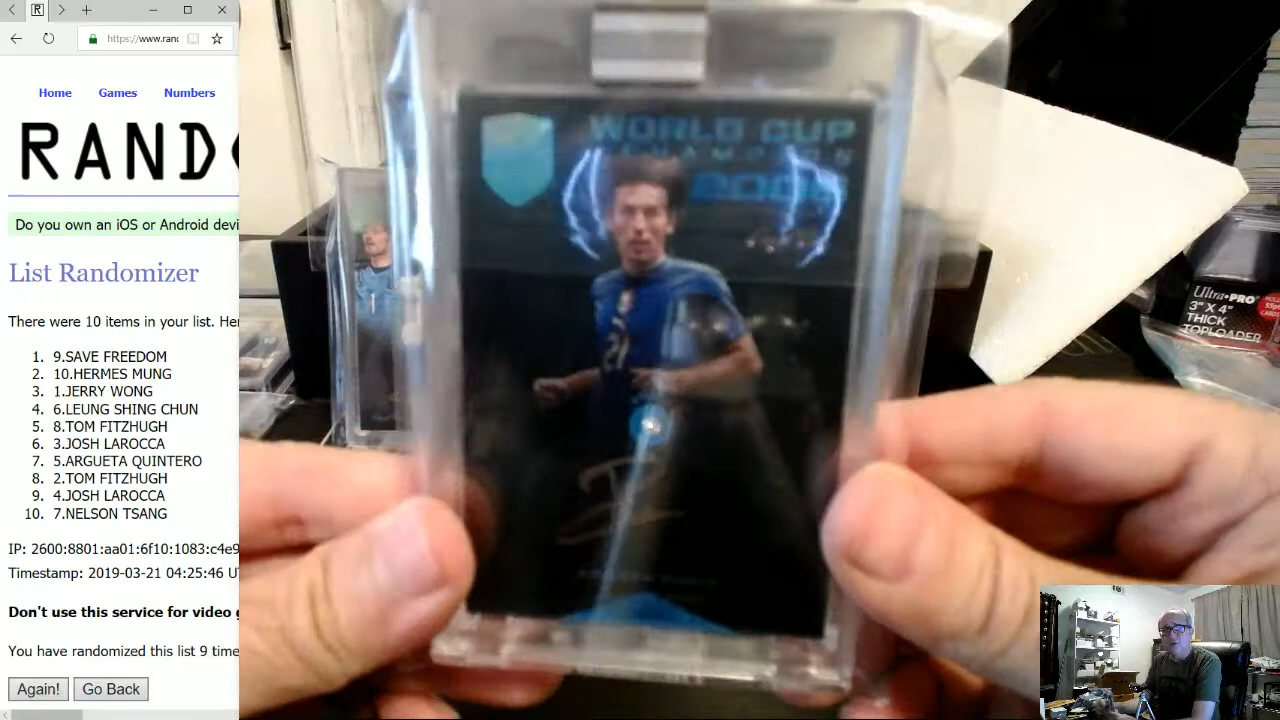 https://www.ranc
Home Games Numbers
RANDO
Do you own an iOS or Android devi
List Randomizer
There were 10 items in your list. Her
1. 9.SAVE FREEDOM
2. 10.HERMES MUNG
3. 1.JERRY WONG
4. 6.LEUNG SHING CHUN
5. 8.TOM FITZHUGH
6. 3.JOSH LAROCCA
7. 5.ARGUETA QUINTERO
8. 2.TOM FITZHUGH
9. 4.JOSH LAROCCA
10. 7.NELSON TSANG
IP: 2600:8801:aa01:6f10:1083:c4e9
Timestamp: 2019-03-21 04:25:46 U
Don't use this service for video g
You have randomized this list 9 time
Again! Go Back
WORLD CUP
CHAMPION
2006
21
Ultra·PRO
3" X 4"
THICK
TOPLOADER